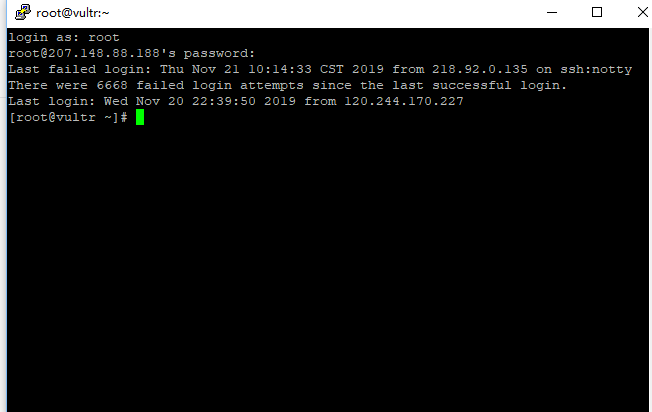 root@vultr:~
login as: root
root@207.148.88.188's password:
Last failed login: Thu Nov 21 10:14:33 CST 2019 from 218.92.0.135 on ssh:notty
There were 6668 failed login attempts since the last successful login.
Last login: Wed Nov 20 22:39:50 2019 from 120.244.170.227
[root@vultr ~]#